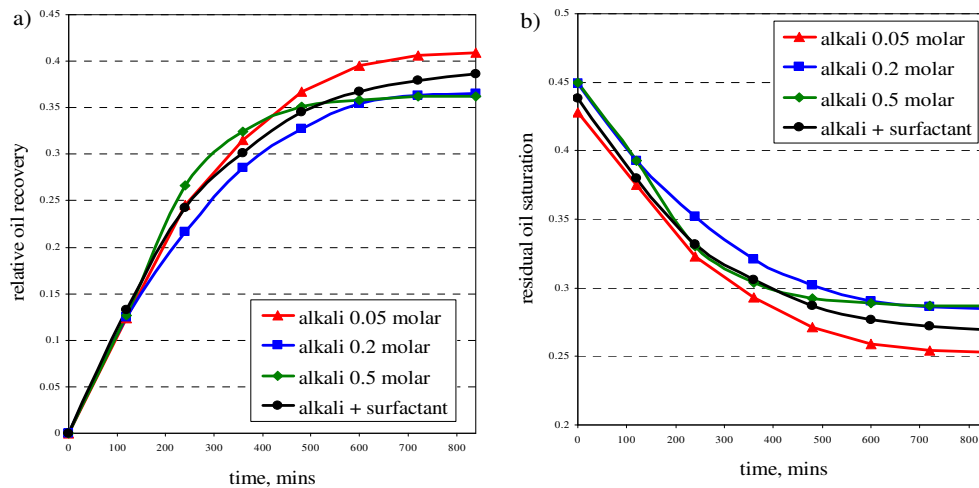 a)
relative oil recovery
0.45
0.4
0.35
0.3
0.25
0.2
0.15
0.1
0.05
0
0 100 200 300 400 500 600 700 800
time, mins
alkali 0.05 molar
alkali 0.2 molar
alkali 0.5 molar
alkali + surfactant
b)
residual oil saturation
0.5
0.45
0.4
0.35
0.3
0.25
0.2
0 100 200 300 400 500 600 700 800
time, mins
alkali 0.05 molar
alkali 0.2 molar
alkali 0.5 molar
alkali + surfactant